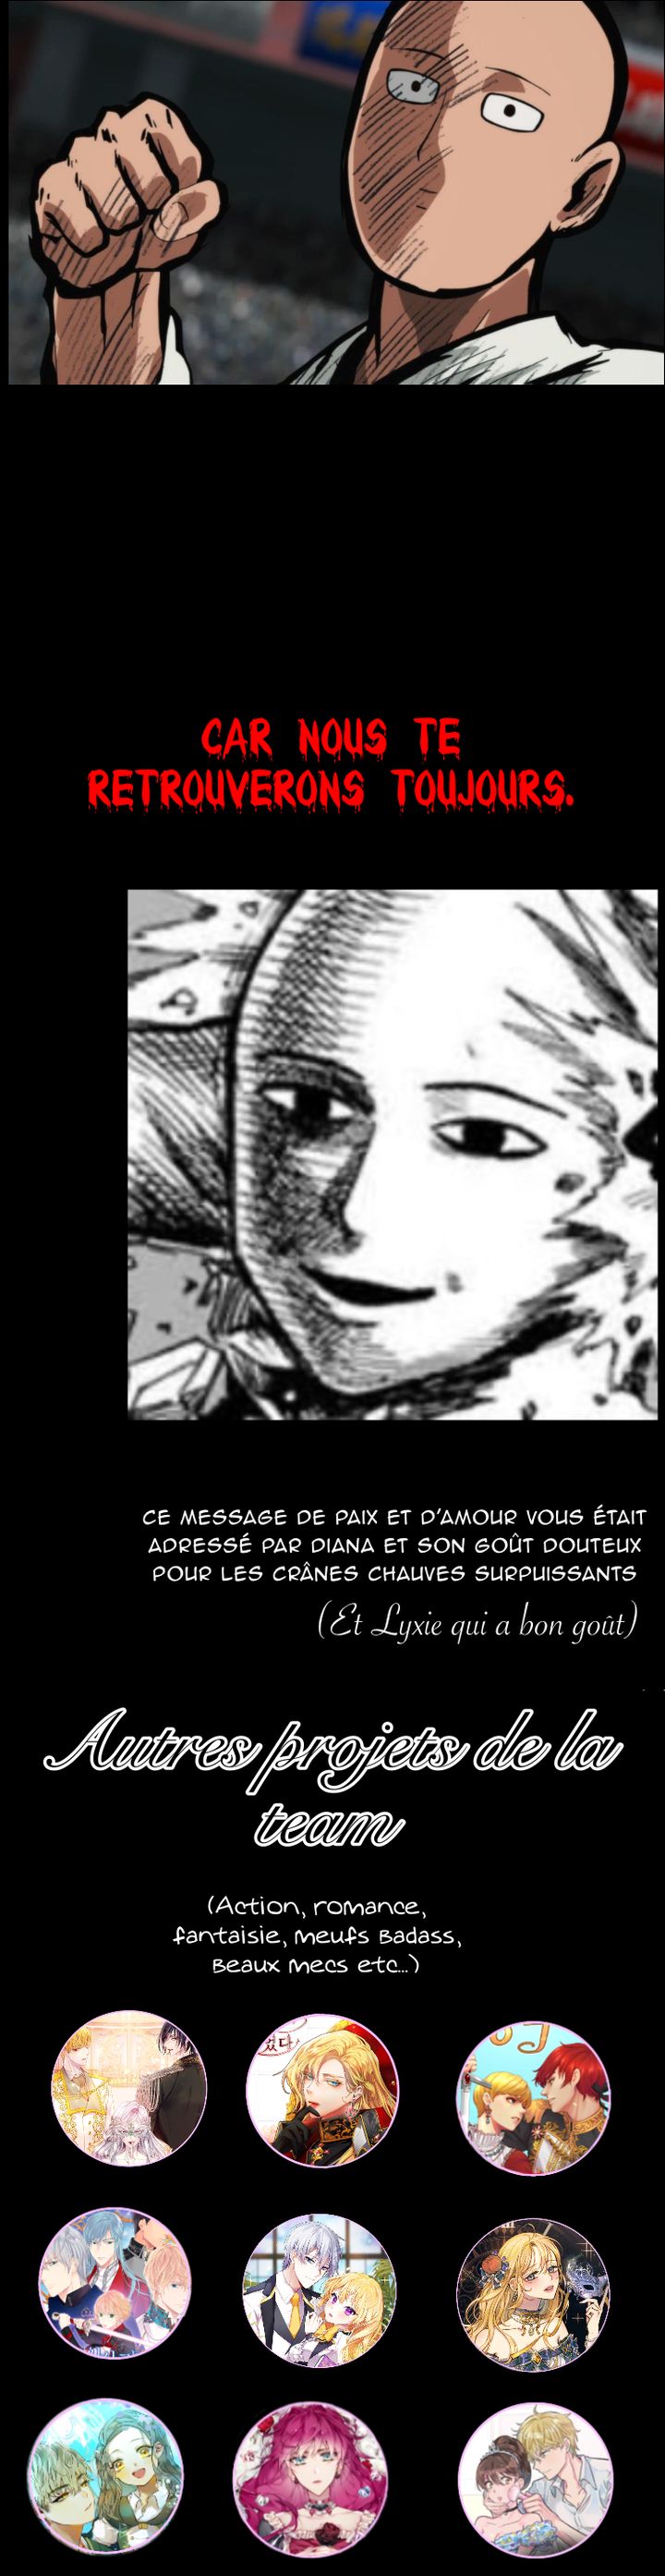 CAR NOUS TE
RETROUVERONS TOUJOURS.
CE MESSAGE DE PAIX ET D'AMOUR VOUS ÉTAIT
ADRESSÉ PAR DIANA ET SON GOÛT DOUTEUX
POUR LES CRÂNES CHAUVES SURPUISSANTS
(Et Lyxie qui a bon goût)
Autres projets de la
team
(Action, romance,
fantaisie, meufs Badass,
Beaux mecs etc...)